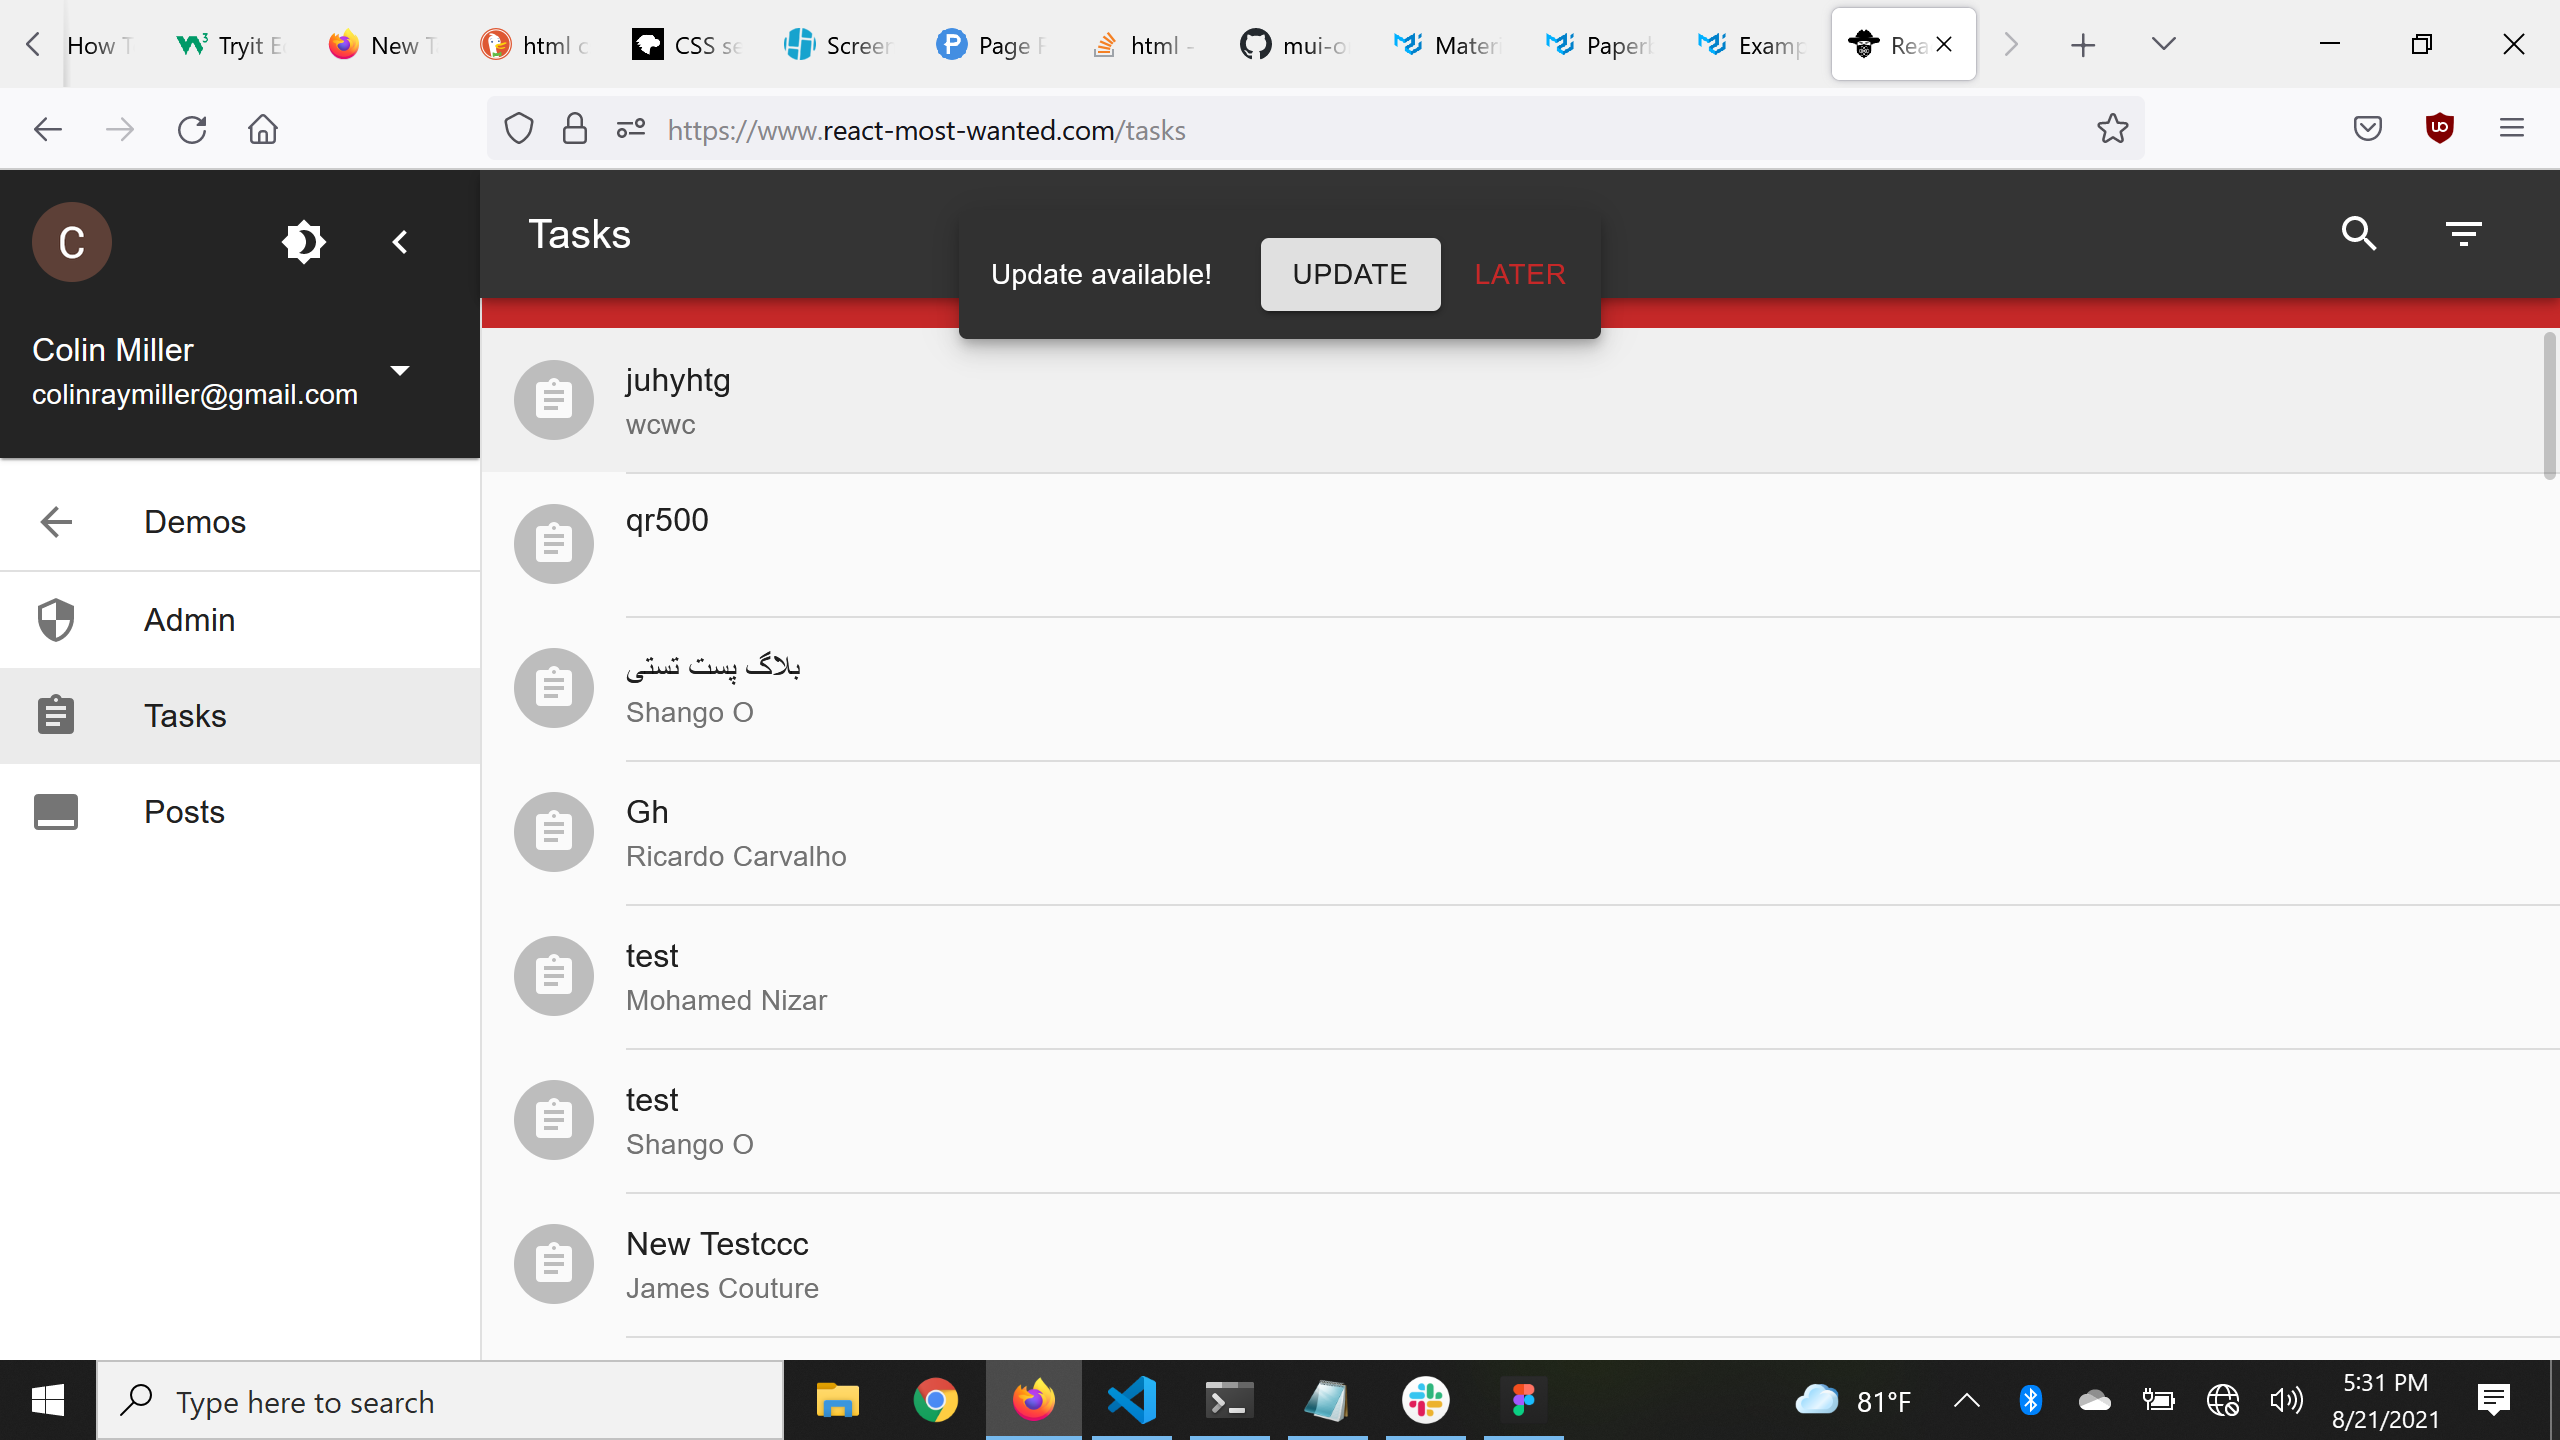 How T
Tryit E
New T
html c
CSS se
Screer
Page F
html -
mui-o
Materi
Paperb
Examp
Rea
https://www.react-most-wanted.com/tasks
C
Colin Miller
colinraymiller@gmail.com
Demos
Admin
Tasks
Posts
Tasks
Update available!
UPDATE
LATER
juhyhtg
wcwc
qr500
بلاگ پست تستی
Shango O
Gh
Ricardo Carvalho
test
Mohamed Nizar
test
Shango O
New Testccc
James Couture
Type here to search
81°F
5:31 PM
8/21/2021